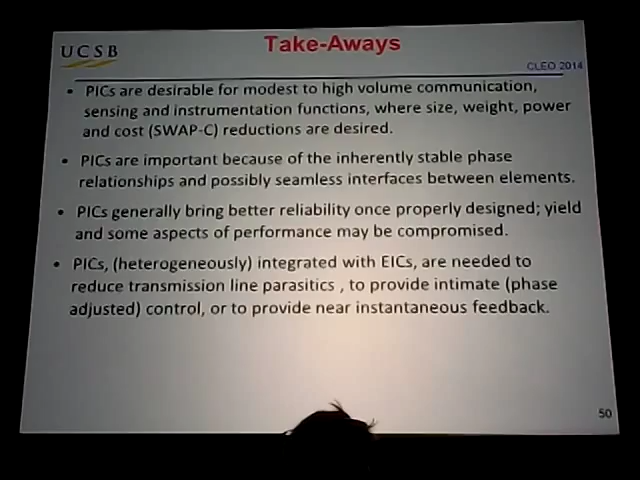 UCSB
Take-Aways
CLEO 2014
• PICs are desirable for modest to high volume communication,
sensing and instrumentation functions, where size, weight, power
and cost (SWAP-C) reductions are desired.
• PICs are important because of the inherently stable phase
relationships and possibly seamless interfaces between elements.
• PICs generally bring better reliability once properly designed; yield
and some aspects of performance may be compromised.
• PICs, (heterogeneously) integrated with EICs, are needed to
reduce transmission line parasitics , to provide intimate (phase
adjusted) control, or to provide near instantaneous feedback.
50